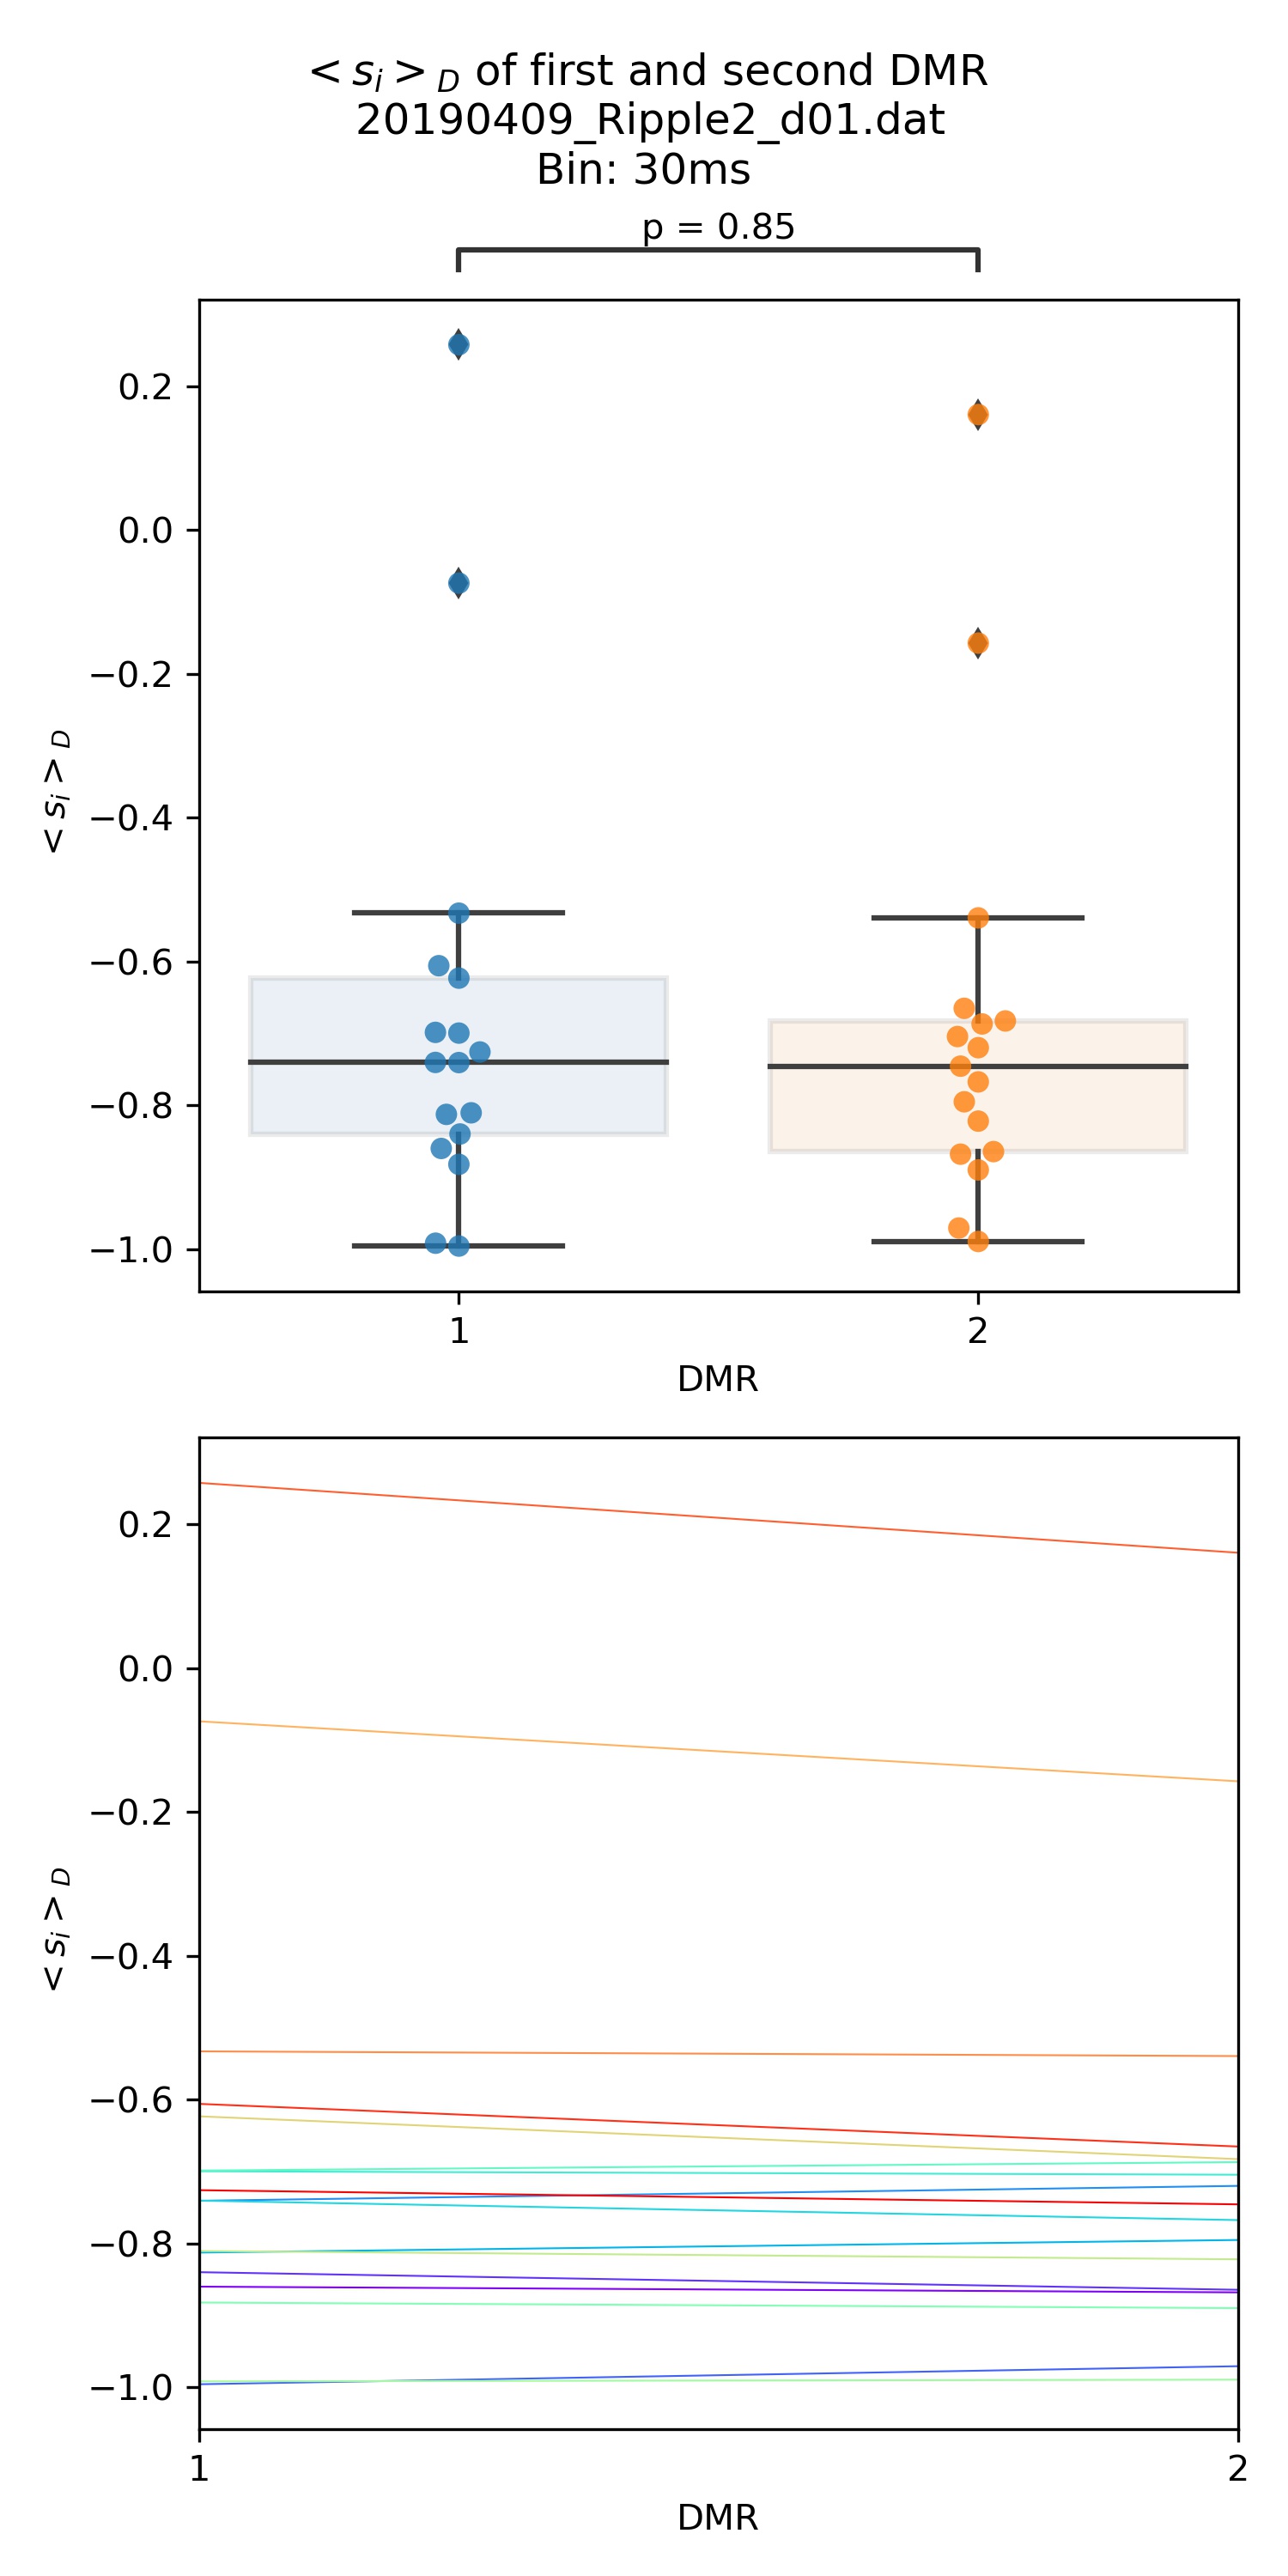 < s_i >_D of first and second DMR
20190409_Ripple2_d01.dat
Bin: 30ms
p = 0.85
0.2
0.0
−0.2
−0.4
−0.6
−0.8
−1.0
< s_i >_D
1 2
DMR
0.2
0.0
−0.2
−0.4
−0.6
−0.8
−1.0
< s_i >_D
1 2
DMR